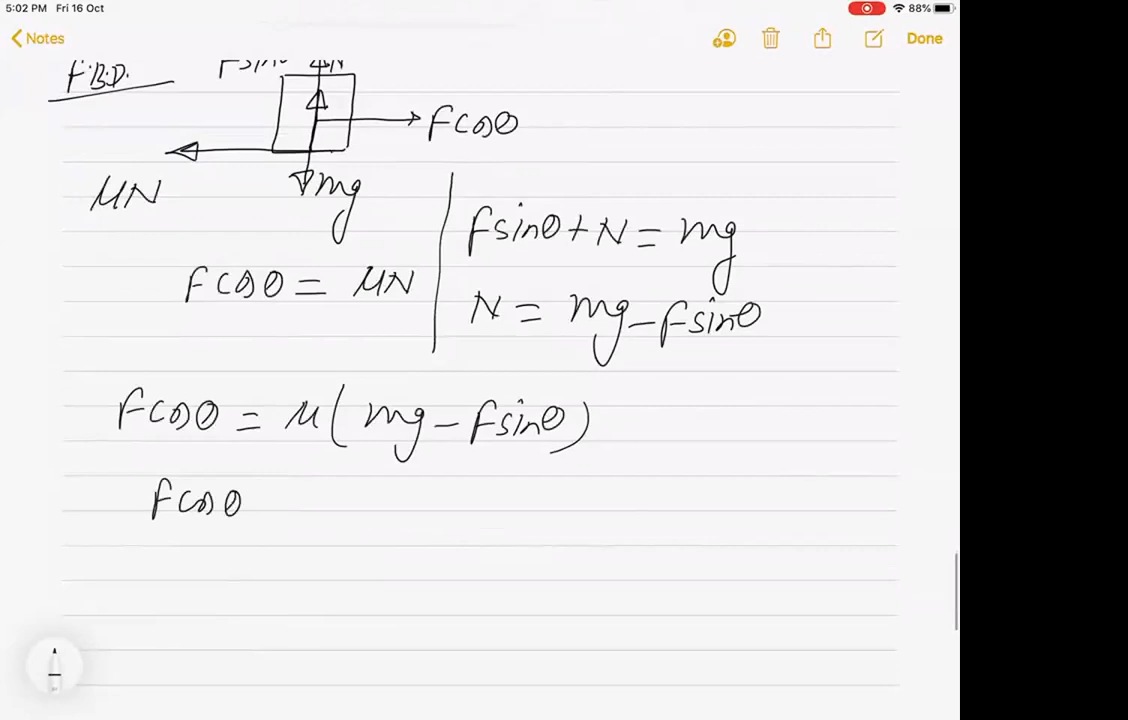 5:02 PM Fri 16 Oct
88%
Notes
Done
F.B.D.
Fsinθ
N
Fcosθ
μN
mg
Fsinθ + N = mg
Fcosθ = μN
N = mg - Fsinθ
Fcosθ = μ(mg - Fsinθ)
Fcosθ